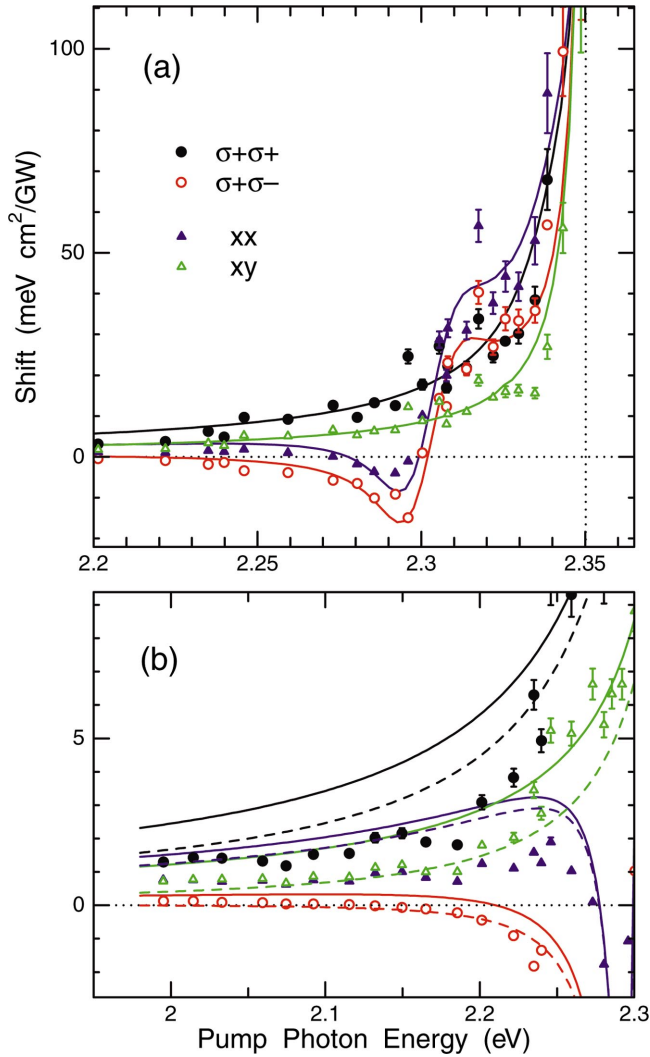 100
(a)
σ+σ+
σ+σ−
xx
xy
50
0
Shift (meV cm²/GW)
2.2
2.25
2.3
2.35
(b)
5
0
2
2.1
2.2
2.3
Pump Photon Energy (eV)